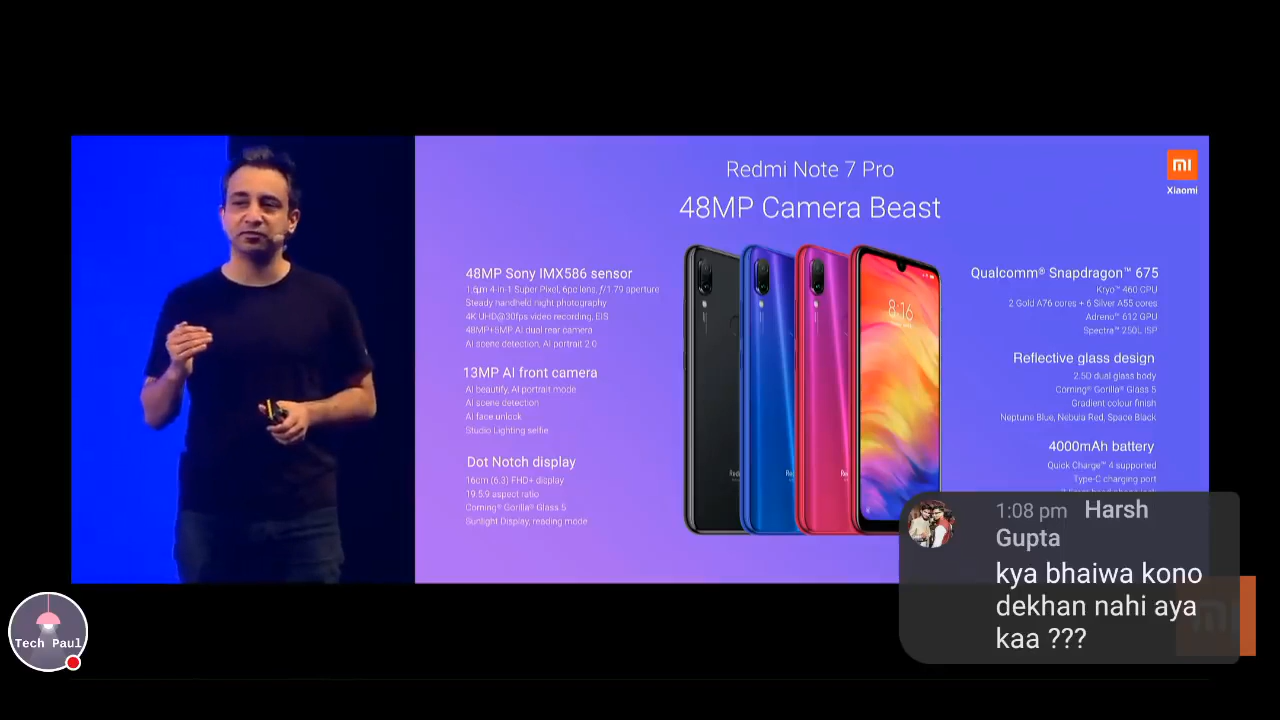 Redmi Note 7 Pro
48MP Camera Beast
mi
Xiaomi
48MP Sony IMX586 sensor
1.6μm 4-in-1 Super Pixel, 6pc lens, ƒ/1.79 aperture
Steady handheld night photography
4K UHD@30fps video recording, EIS
48MP+5MP AI dual rear camera
AI scene detection, AI portrait 2.0
13MP AI front camera
AI beautify, AI portrait mode
AI scene detection
AI face unlock
Studio Lighting selfie
Dot Notch display
16cm (6.3) FHD+ display
19.5:9 aspect ratio
Corning® Gorilla® Glass 5
Sunlight Display, reading mode
8:16
Redmi
Redmi
Qualcomm® Snapdragon™ 675
Kryo™ 460 CPU
2 Gold A76 cores + 6 Silver A55 cores
Adreno™ 612 GPU
Spectra™ 250L ISP
Reflective glass design
2.5D dual glass body
Corning® Gorilla® Glass 5
Gradient colour finish
Neptune Blue, Nebula Red, Space Black
4000mAh battery
Quick Charge™ 4 supported
Type-C charging port
1:08 pm Harsh
Gupta
kya bhaiwa kono
dekhan nahi aya
kaa ???
Tech Paul